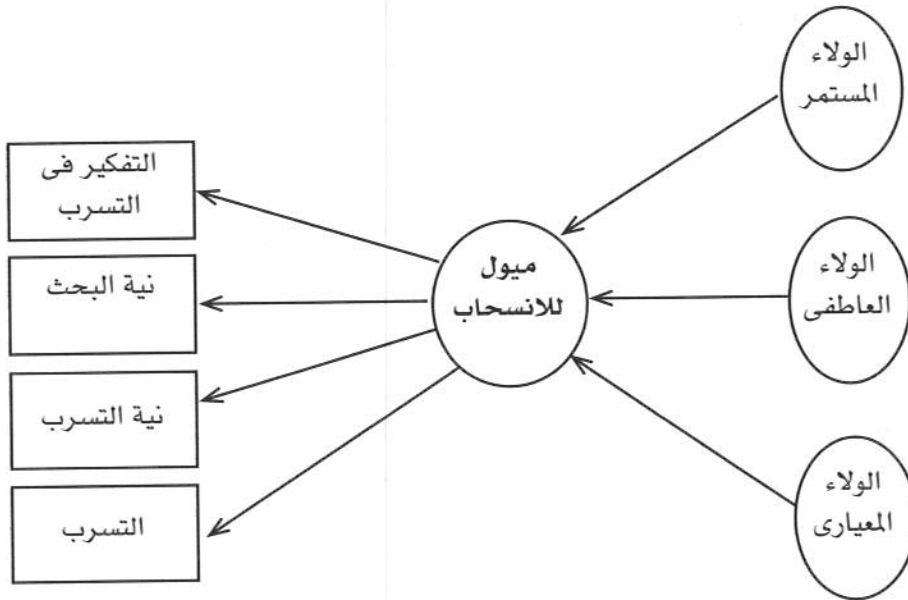 الولاء
المستمر
التفكير فى
التسرب
ميول
للانسحاب
الولاء
العاطفى
نية البحث
نية التسرب
الولاء
المعيارى
التسرب